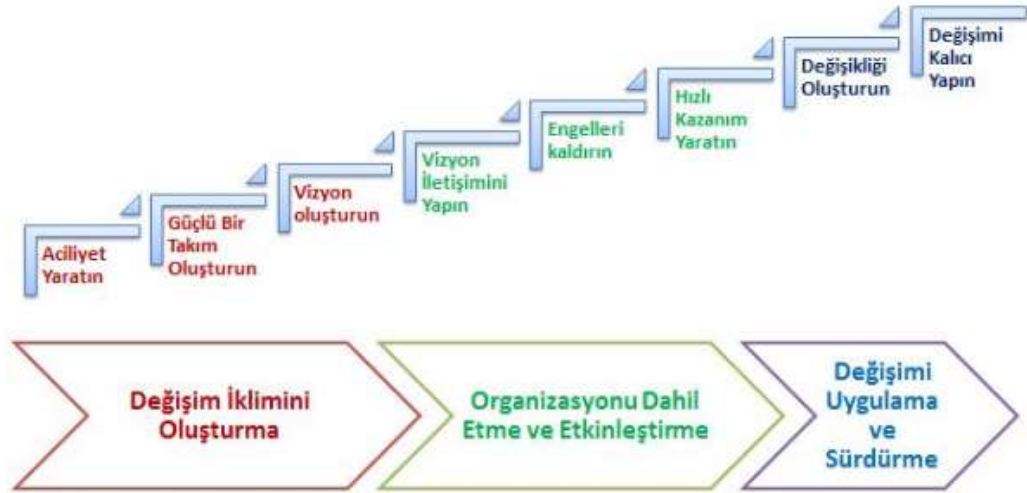 Aciliyet
Yaratın
Güçlü Bir
Takım
Oluşturun
Vizyon
oluşturun
Vizyon
İletişimini
Yapın
Engelleri
kaldırın
Hızlı
Kazanım
Yaratın
Değişikliği
Oluşturun
Değişimi
Kalıcı
Yapın
Değişim İklimini
Oluşturma
Organizasyonu Dahil
Etme ve Etkinleştirme
Değişimi
Uygulama
ve
Sürdürme